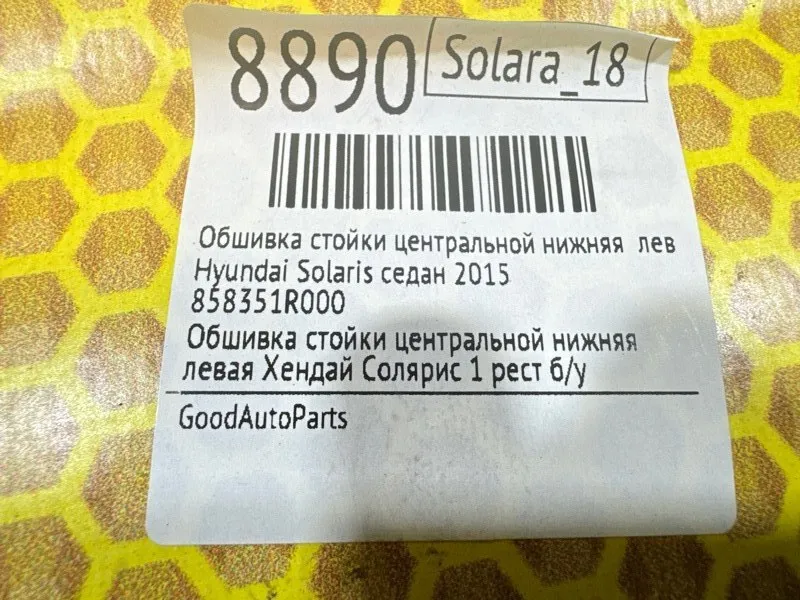 8890
Solara_18
Обшивка стойки центральной нижняя лев
Hyundai Solaris седан 2015
858351R000
Обшивка стойки центральной нижняя
левая Хендай Солярис 1 рест б/у
GoodAutoParts